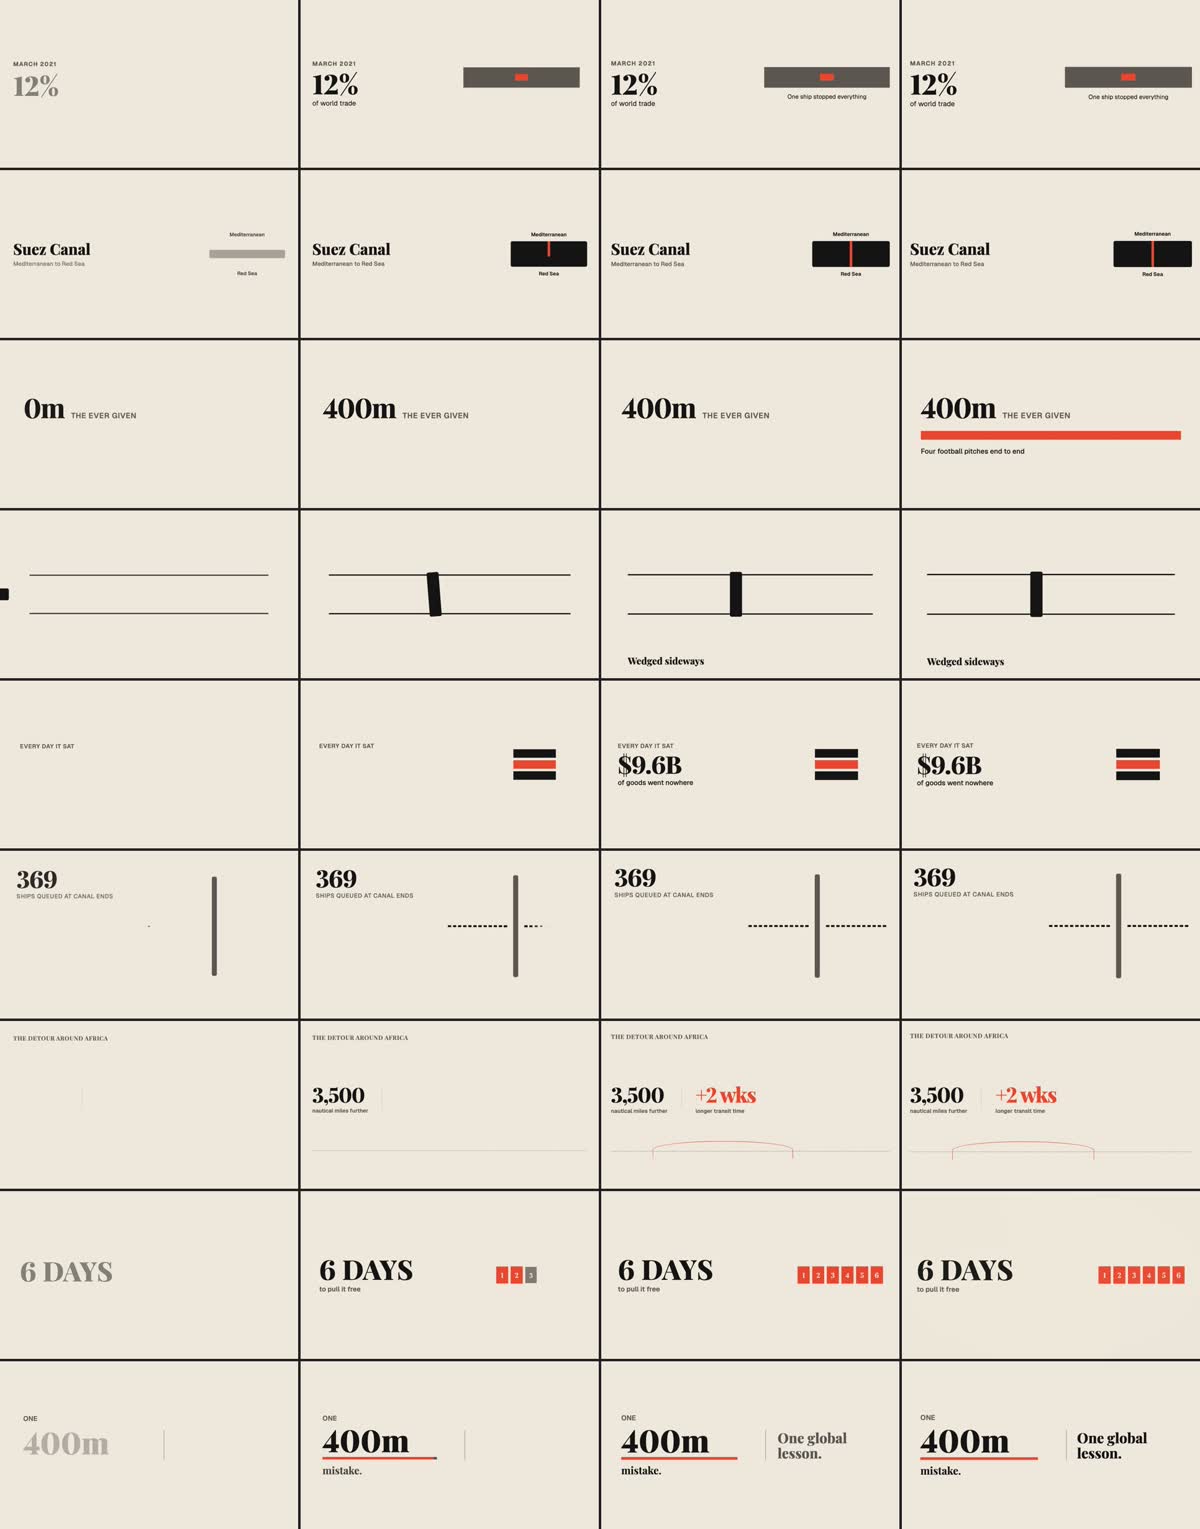 MARCH 2021
12%
MARCH 2021
12%
of world trade
MARCH 2021
12%
of world trade
One ship stopped everything
MARCH 2021
12%
of world trade
One ship stopped everything
Suez Canal
Mediterranean to Red Sea
Mediterranean
Red Sea
Suez Canal
Mediterranean to Red Sea
Mediterranean
Red Sea
Suez Canal
Mediterranean to Red Sea
Mediterranean
Red Sea
Suez Canal
Mediterranean to Red Sea
Mediterranean
Red Sea
0m THE EVER GIVEN
400m THE EVER GIVEN
400m THE EVER GIVEN
400m THE EVER GIVEN
Four football pitches end to end
Wedged sideways
Wedged sideways
EVERY DAY IT SAT
EVERY DAY IT SAT
EVERY DAY IT SAT
$9.6B
of goods went nowhere
EVERY DAY IT SAT
$9.6B
of goods went nowhere
369
SHIPS QUEUED AT CANAL ENDS
369
SHIPS QUEUED AT CANAL ENDS
369
SHIPS QUEUED AT CANAL ENDS
369
SHIPS QUEUED AT CANAL ENDS
THE DETOUR AROUND AFRICA
THE DETOUR AROUND AFRICA
3,500
nautical miles further
THE DETOUR AROUND AFRICA
3,500
nautical miles further
+2 wks
longer transit time
THE DETOUR AROUND AFRICA
3,500
nautical miles further
+2 wks
longer transit time
6 DAYS
6 DAYS
to pull it free
1 2 3
6 DAYS
to pull it free
1 2 3 4 5 6
6 DAYS
to pull it free
1 2 3 4 5 6
ONE
400m
ONE
400m
mistake.
ONE
400m
mistake.
One global
lesson.
ONE
400m
mistake.
One global
lesson.